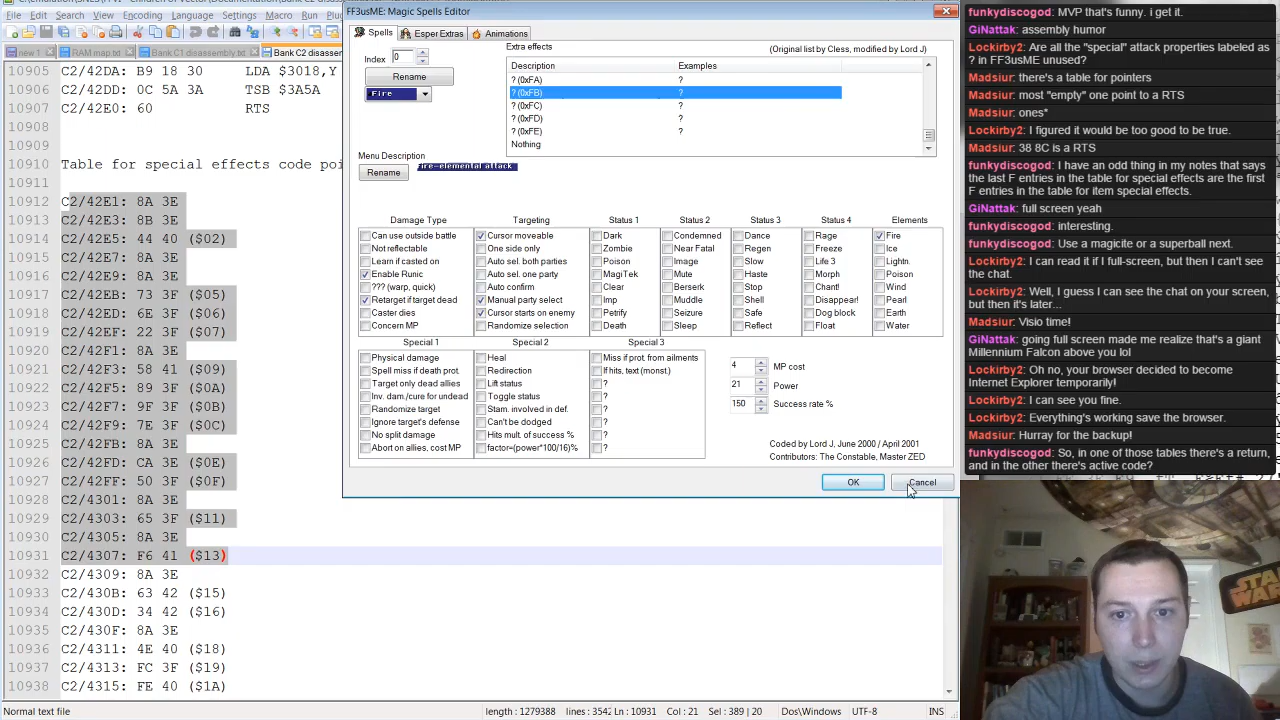 File Edit Search View Encoding Language Settings Macro Run
new 1 RAM map.txt Bank C1 disassembly.txt Bank C2 disasse
10905 C2/42DA: B9 18 30 LDA $3018,Y
10906 C2/42DD: 0C 5A 3A TSB $3A5A
10907 C2/42E0: 60 RTS
10908
10909
10910 Table for special effects code poi
10911
10912 C2/42E1: 8A 3E
10913 C2/42E3: 8B 3E
10914 C2/42E5: 44 40 ($02)
10915 C2/42E7: 8A 3E
10916 C2/42E9: 8A 3E
10917 C2/42EB: 73 3F ($05)
10918 C2/42ED: 6E 3F ($06)
10919 C2/42EF: 22 3F ($07)
10920 C2/42F1: 8A 3E
10921 C2/42F3: 58 41 ($09)
10922 C2/42F5: 89 3E ($0A)
10923 C2/42F7: 9F 3E ($0B)
10924 C2/42F9: 7E 3F ($0C)
10925 C2/42FB: 8A 3E
10926 C2/42FD: CA 3E ($0E)
10927 C2/42FF: 50 3F ($0F)
10928 C2/4301: 8A 3E
10929 C2/4303: 65 3F ($11)
10930 C2/4305: 8A 3E
10931 C2/4307: F6 41 ($13)
10932 C2/4309: 8A 3E
10933 C2/430B: 63 42 ($15)
10934 C2/430D: 34 42 ($16)
10935 C2/430F: 8A 3E
10936 C2/4311: 4E 40 ($18)
10937 C2/4313: FC 3F ($19)
10938 C2/4315: FE 40 ($1A)
Normal text file length : 1279388 lines : 3542 Ln : 10931 Col : 21 Sel : 389 | 20 Dos\Windows UTF-8 INS
FF3usME: Magic Spells Editor
Spells Esper Extras Animations
Index 0
Rename
Fire
Extra effects (Original list by Cless, modified by Lord J)
Description Examples
? (0xFA) ?
? (0xFB) ?
? (0xFC) ?
? (0xFD) ?
? (0xFE) ?
Nothing
Menu Description
Rename Fire-elemental attack
Damage Type Targeting Status 1 Status 2 Status 3 Status 4 Elements
Can use outside battle Cursor moveable Dark Condemned Dance Rage Fire
Not reflectable One side only Zombie Near Fatal Regen Freeze Ice
Learn if casted on Auto sel. both parties Poison Image Slow Life 3 Lightn.
Enable Runic Auto sel. one party MagiTek Mute Haste Morph Poison
??? (warp, quick) Auto confirm Clear Berserk Stop Chant! Wind
Retarget if target dead Manual party select Imp Muddle Shell Disappear! Pearl
Caster dies Cursor starts on enemy Petrify Seizure Safe Dog block Earth
Concern MP Randomize selection Death Sleep Reflect Float Water
Special 1 Special 2 Special 3
Physical damage Heal Miss if prot. from ailments
Spell miss if death prot. Redirection If hits, text (monst.)
Target only dead allies Lift status ?
Inv. dam./cure for undead Toggle status ?
Randomize target Stam. involved in def. ?
Ignore target's defense Can't be dodged ?
No split damage Hits mult. of success % ?
Abort on allies, cost MP factor=(power*100/16)% ?
4 MP cost
21 Power
150 Success rate %
Coded by Lord J, June 2000 / April 2001
Contributors: The Constable, Master ZED
OK Cancel
funkydiscogod: MVP that's funny. i get it.
GiNattak: assembly humor
Lockirby2: Are all the "special" attack properties labeled as
? in FF3usME unused?
Madsiur: there's a table for pointers
Madsiur: most "empty" one point to a RTS
Madsiur: ones*
Lockirby2: I figured it would be too good to be true.
Madsiur: 38 8C is a RTS
funkydiscogod: I have an odd thing in my notes that says
the last F entries in the table for special effects are the first
F entries in the table for item special effects.
GiNattak: full screen yeah
funkydiscogod: interesting.
funkydiscogod: Use a magicite or a superball next.
Lockirby2: I can read it if I full-screen, but then I can't see
the chat.
Lockirby2: Well, I guess I can see the chat on your screen,
but then it's later...
Madsiur: Visio time!
GiNattak: going full screen made me realize that's a giant
Millennium Falcon above you lol
Lockirby2: Oh no, your browser decided to become
Internet Explorer temporarily!
Lockirby2: I can see you fine.
Lockirby2: Everything's working save the browser.
Madsiur: Hurray for the backup!
funkydiscogod: So, in one of those tables there's a return,
and in the other there's active code?
STAR
WARS